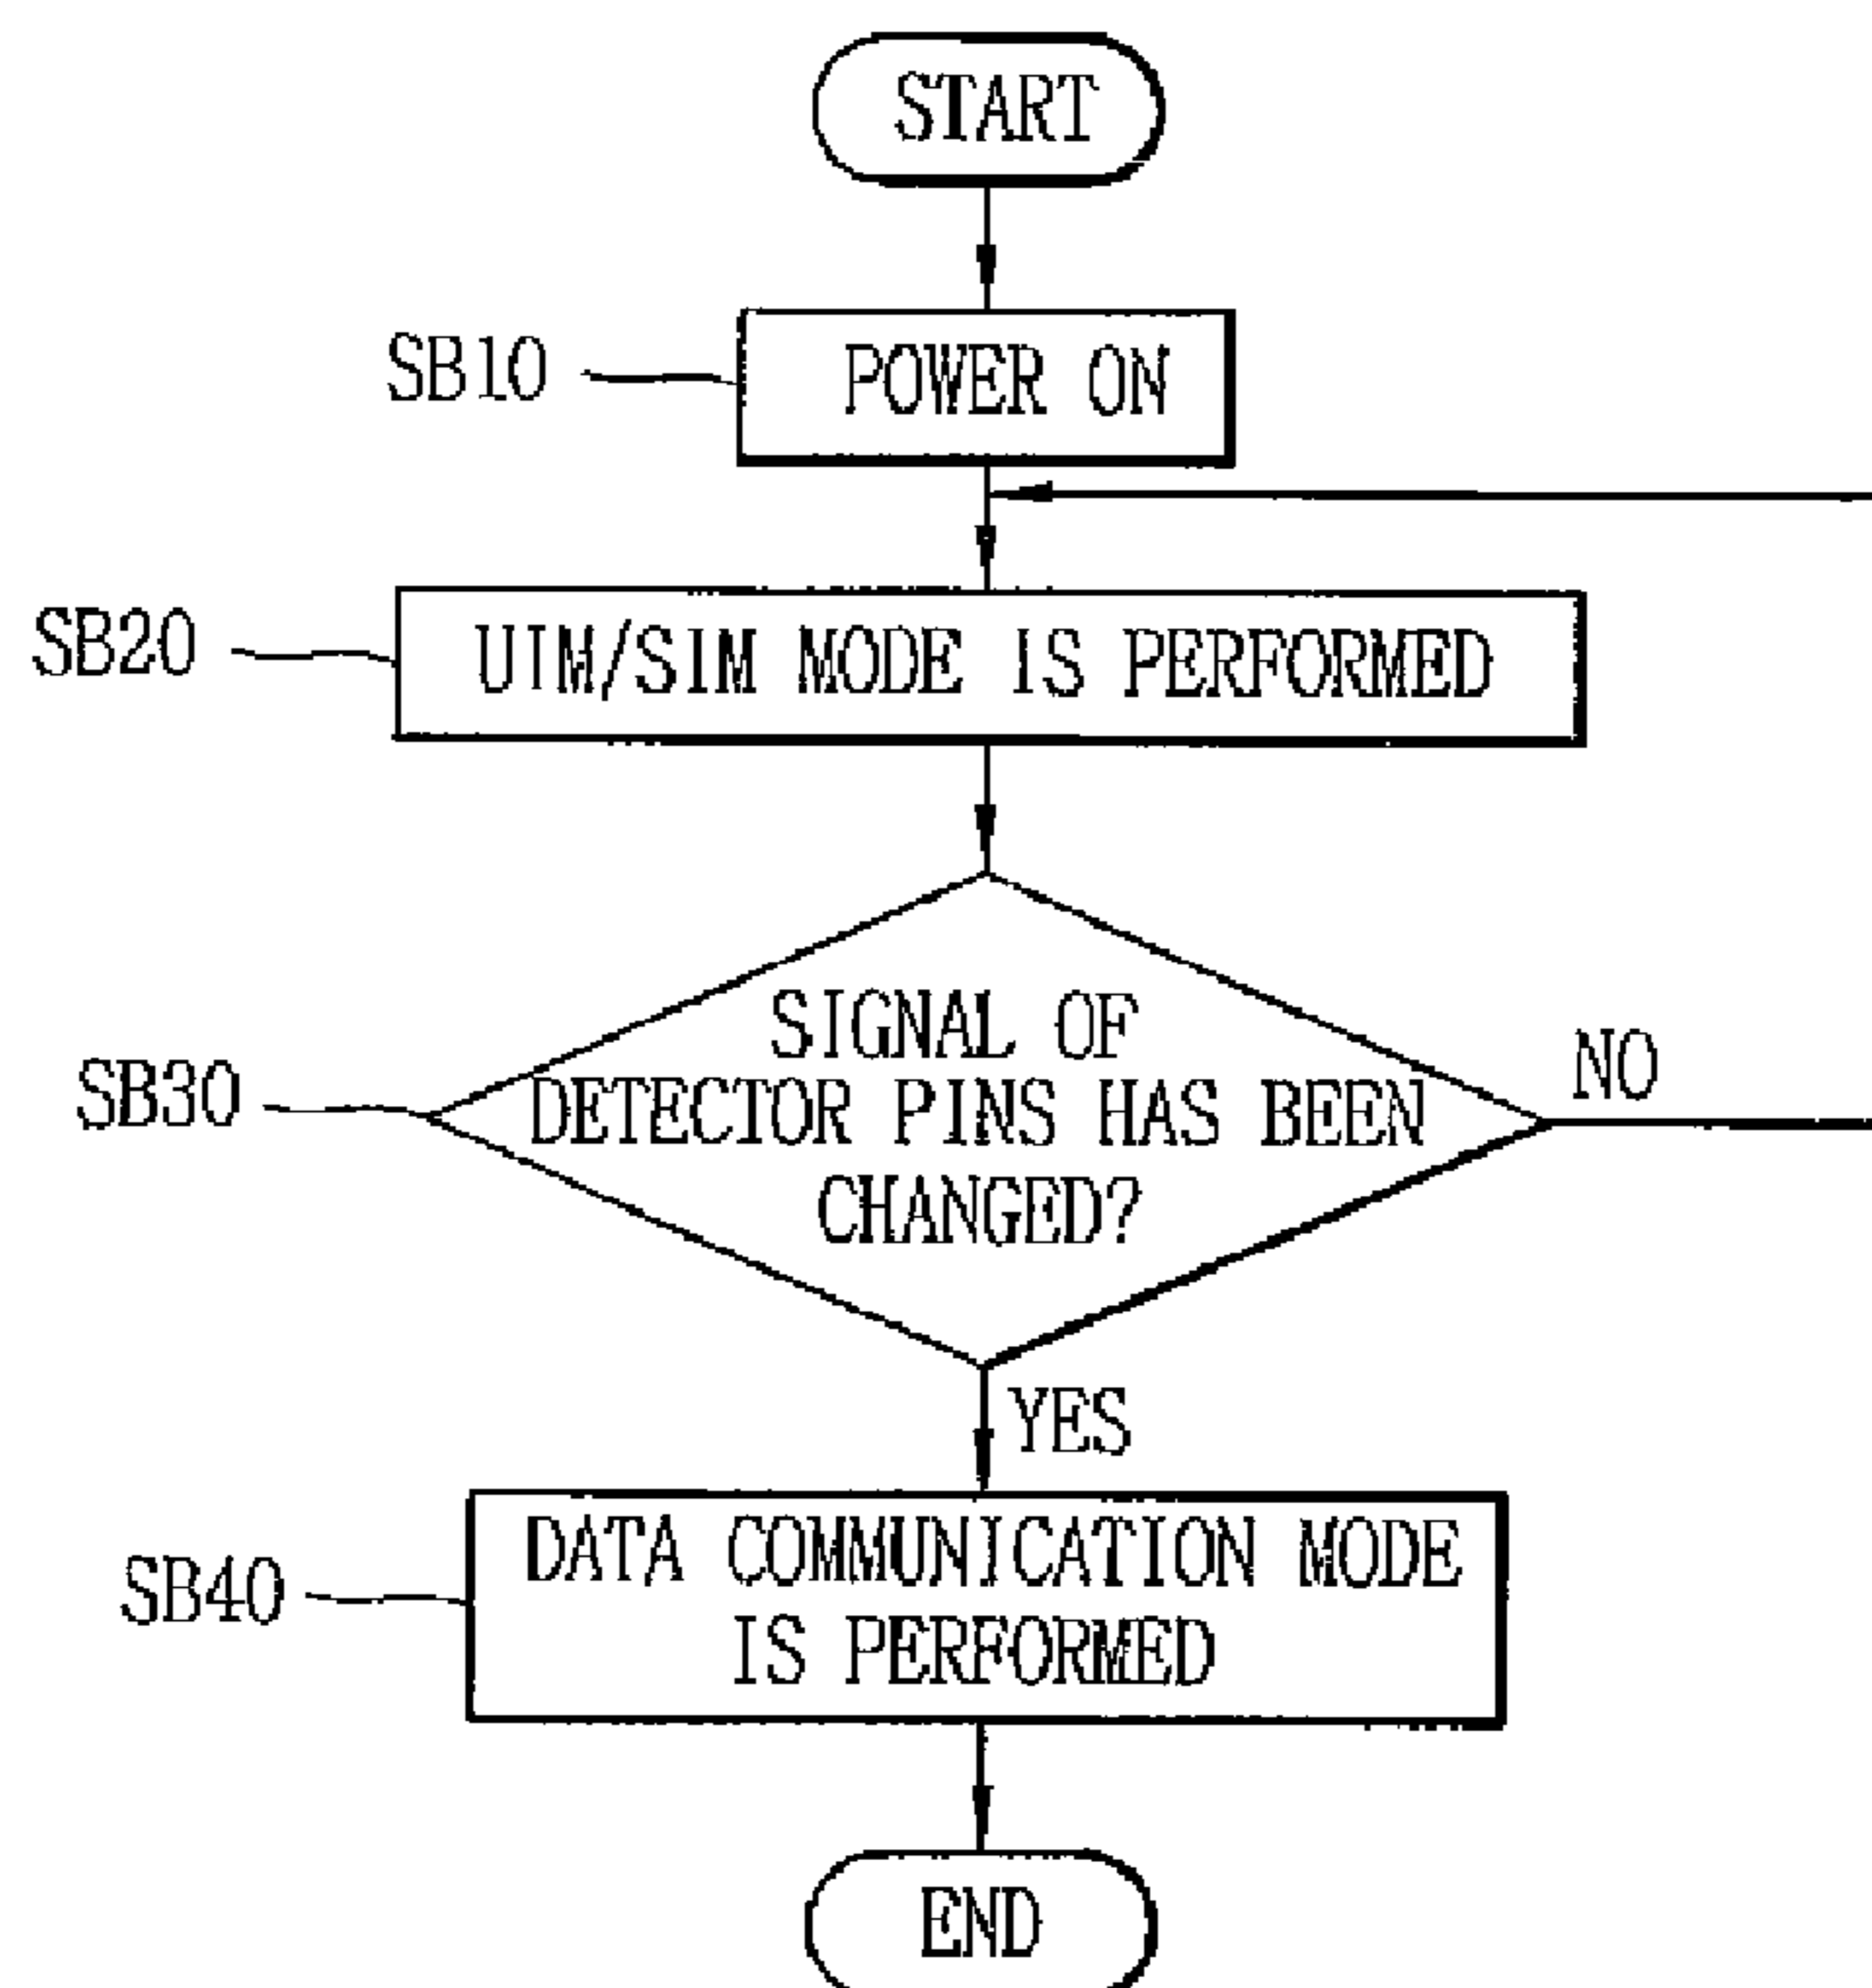 START
SB10
POWER ON
SB20
UIM/SIM MODE IS PERFORMED
SIGNAL OF
SB30
DETECTOR PINS HAS BEEN
NO
CHANGED?
YES
SB40
DATA COMMUNICATION MODE
IS PERFORMED
END